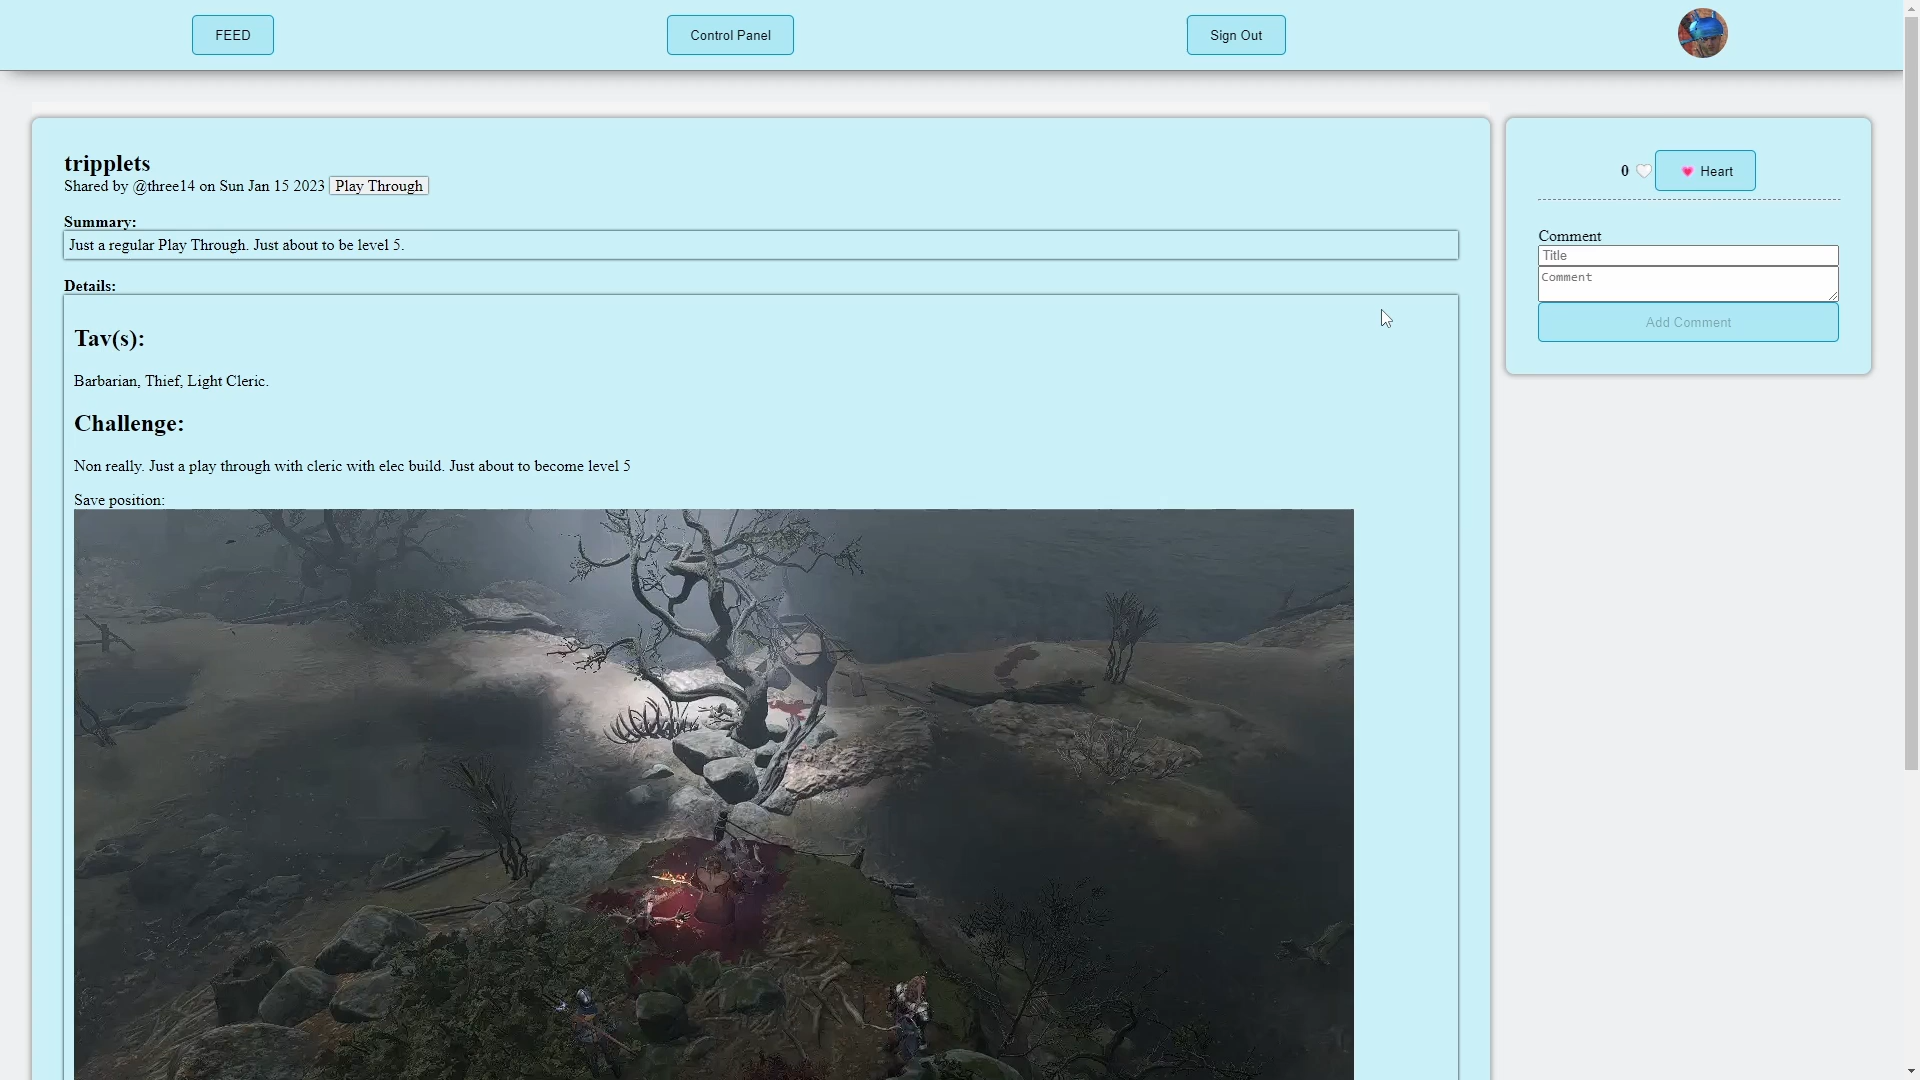 FEED
Control Panel
Sign Out
tripplets
Shared by @three14 on Sun Jan 15 2023 Play Through
Summary:
Just a regular Play Through. Just about to be level 5.
Details:
Tav(s):
Barbarian, Thief, Light Cleric.
Challenge:
Non really. Just a play through with cleric with elec build. Just about to become level 5
Save position:
0 🤍 💗 Heart
Comment
Title
Comment
Add Comment